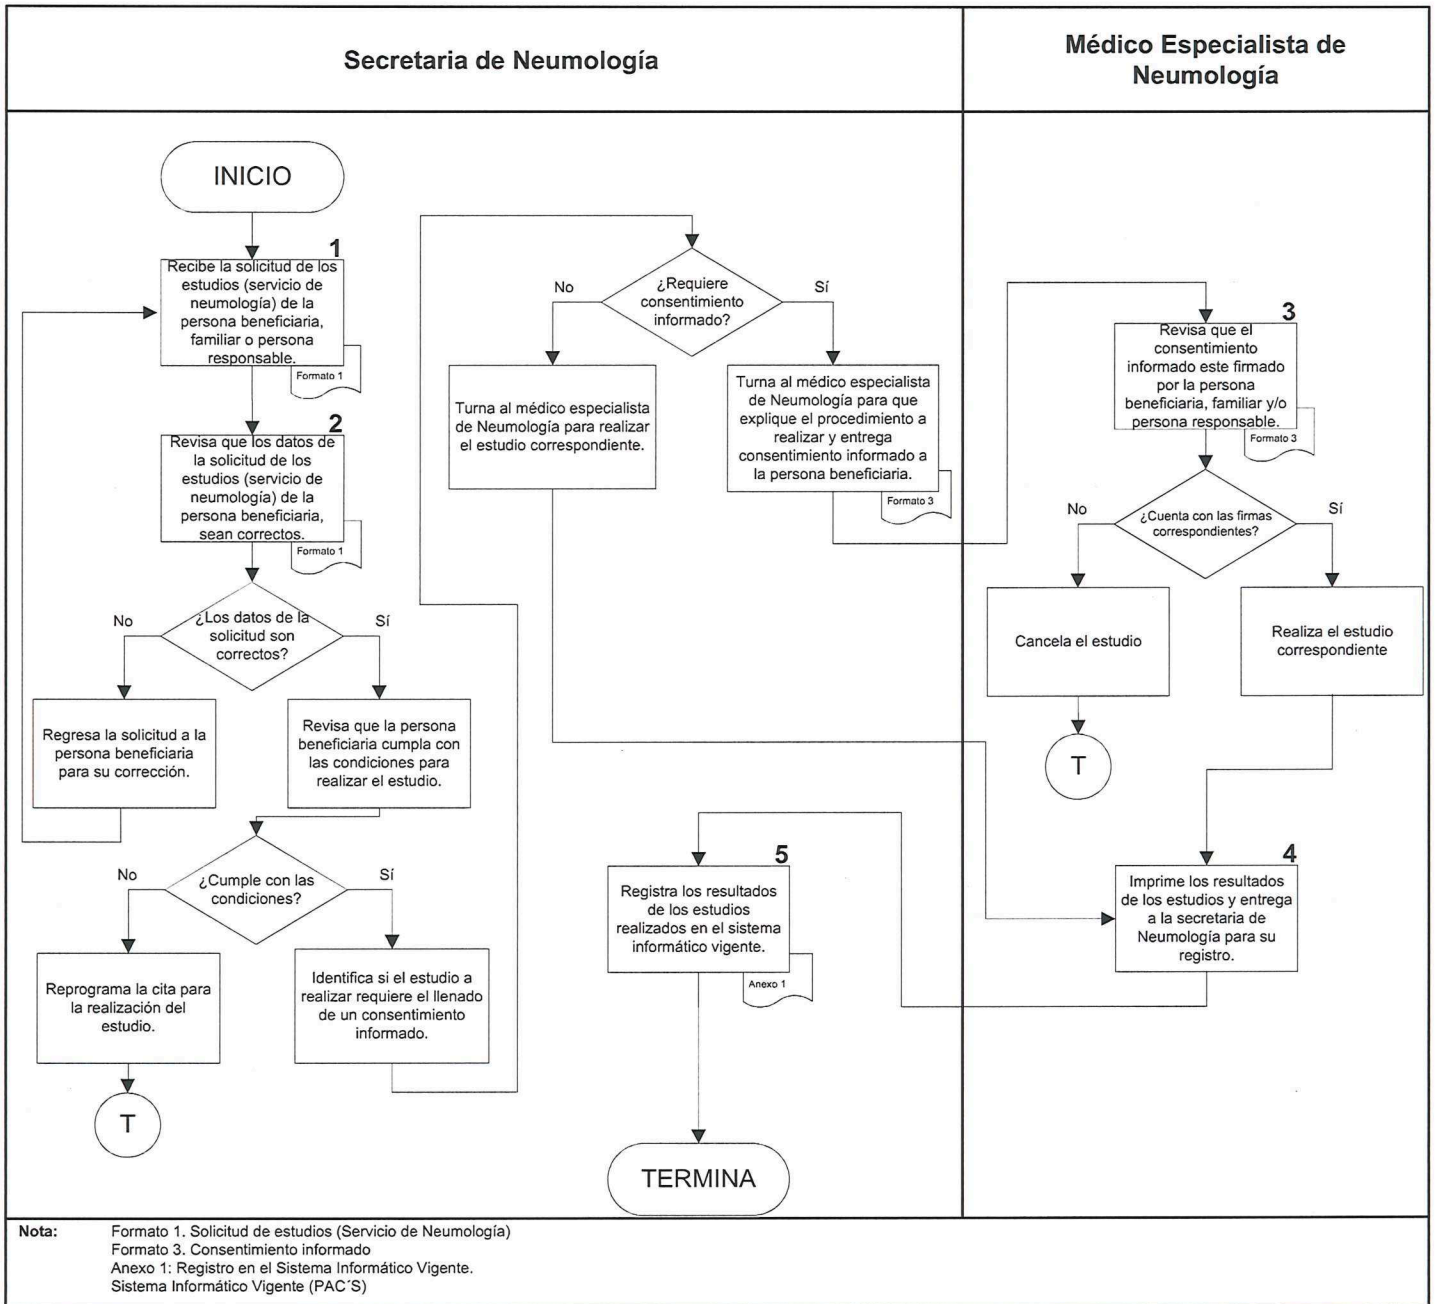 Secretaria de Neumología
Médico Especialista de
Neumología
INICIO
1
Recibe la solicitud de los
estudios (servicio de
neumología) de la
persona beneficiaria,
familiar o persona
responsable.
Formato 1
2
Revisa que los datos de
la solicitud de los
estudios (servicio de
neumología) de la
persona beneficiaria,
sean correctos.
Formato 1
¿Los datos de la
solicitud son
correctos?
No
Sí
Regresa la solicitud a la
persona beneficiaria
para su corrección.
Revisa que la persona
beneficiaria cumpla con
las condiciones para
realizar el estudio.
¿Cumple con las
condiciones?
No
Sí
Reprograma la cita para
la realización del
estudio.
T
Identifica si el estudio a
realizar requiere el llenado
de un consentimiento
informado.
¿Requiere
consentimiento
informado?
No
Sí
Turna al médico especialista
de Neumología para realizar
el estudio correspondiente.
Turna al médico especialista
de Neumología para que
explique el procedimiento a
realizar y entrega
consentimiento informado a
la persona beneficiaria.
Formato 3
3
Revisa que el
consentimiento
informado este firmado
por la persona
beneficiaria, familiar y/o
persona responsable.
Formato 3
¿Cuenta con las firmas
correspondientes?
No
Sí
Cancela el estudio
T
Realiza el estudio
correspondiente
4
Imprime los resultados
de los estudios y entrega
a la secretaria de
Neumología para su
registro.
5
Registra los resultados
de los estudios
realizados en el sistema
informático vigente.
Anexo 1
TERMINA
Nota:
Formato 1. Solicitud de estudios (Servicio de Neumología)
Formato 3. Consentimiento informado
Anexo 1: Registro en el Sistema Informático Vigente.
Sistema Informático Vigente (PAC´S)